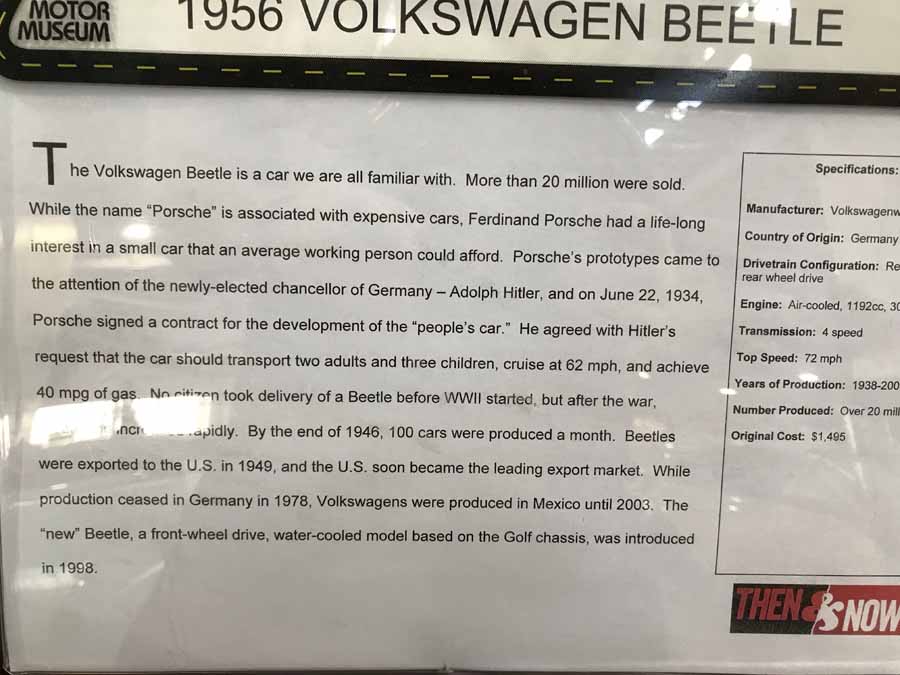 MOTOR
MUSEUM
1956 VOLKSWAGEN BEETLE
The Volkswagen Beetle is a car we are all familiar with. More than 20 million were sold.
While the name “Porsche” is associated with expensive cars, Ferdinand Porsche had a life-long
interest in a small car that an average working person could afford. Porsche’s prototypes came to
the attention of the newly-elected chancellor of Germany – Adolph Hitler, and on June 22, 1934,
Porsche signed a contract for the development of the “people’s car.” He agreed with Hitler’s
request that the car should transport two adults and three children, cruise at 62 mph, and achieve
40 mpg of gas. No citizen took delivery of a Beetle before WWII started, but after the war,
rapidly. By the end of 1946, 100 cars were produced a month. Beetles
were exported to the U.S. in 1949, and the U.S. soon became the leading export market. While
production ceased in Germany in 1978, Volkswagens were produced in Mexico until 2003. The
“new” Beetle, a front-wheel drive, water-cooled model based on the Golf chassis, was introduced
in 1998.
Specifications:
Manufacturer: Volkswagenw
Country of Origin: Germany
Drivetrain Configuration: Re
rear wheel drive
Engine: Air-cooled, 1192cc, 30
Transmission: 4 speed
Top Speed: 72 mph
Years of Production: 1938-200
Number Produced: Over 20 mill
Original Cost: $1,495
THEN & NOW